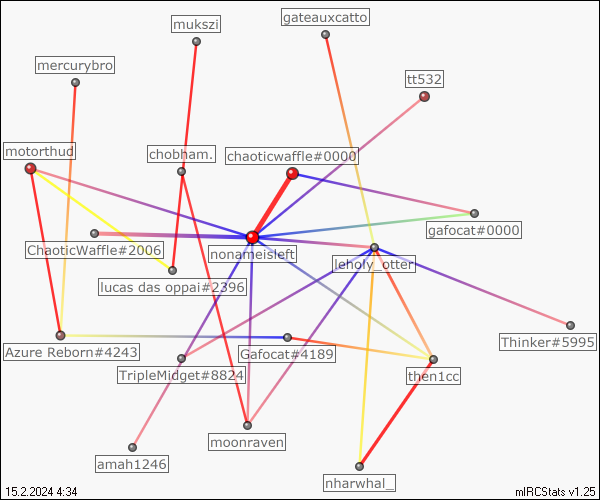 gateauxcatto
mukszi
mercurybro
tt532
motorthud
chobham.
chaoticwaffle#0000
gafocat#0000
ChaoticWaffle#2006
nonameisleft
leholy_otter
lucas das oppai#2396
Azure Reborn#4243
Gafocat#4189
Thinker#5995
TripleMidget#8824
then1cc
moonraven
amah1246
nharwhal_
15.2.2024 4:34
mIRCStats v1.25